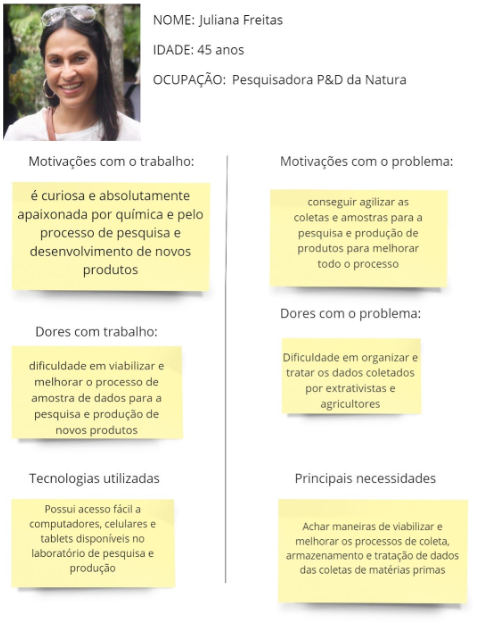 NOME: Juliana Freitas
IDADE: 45 anos
OCUPAÇÃO: Pesquisadora P&D da Natura
Motivações com o trabalho:
é curiosa e absolutamente
apaixonada por química e pelo
processo de pesquisa e
desenvolvimento de novos
produtos
Dores com trabalho:
dificuldade em viabilizar e
melhorar o processo de
amostra de dados para a
pesquisa e produção de
novos produtos
Tecnologias utilizadas
Possui acesso fácil a
computadores, celulares e
tablets disponíveis no
laboratório de pesquisa e
produção
Motivações com o problema:
conseguir agilizar as
coletas e amostras para a
pesquisa e produção de
produtos para melhorar
todo o processo
Dores com o problema:
Dificuldade em organizar e
tratar os dados coletados
por extrativistas e
agricultores
Principais necessidades
Achar maneiras de viabilizar e
melhorar os processos de coleta,
armazenamento e tratação de dados
das coletas de matérias primas